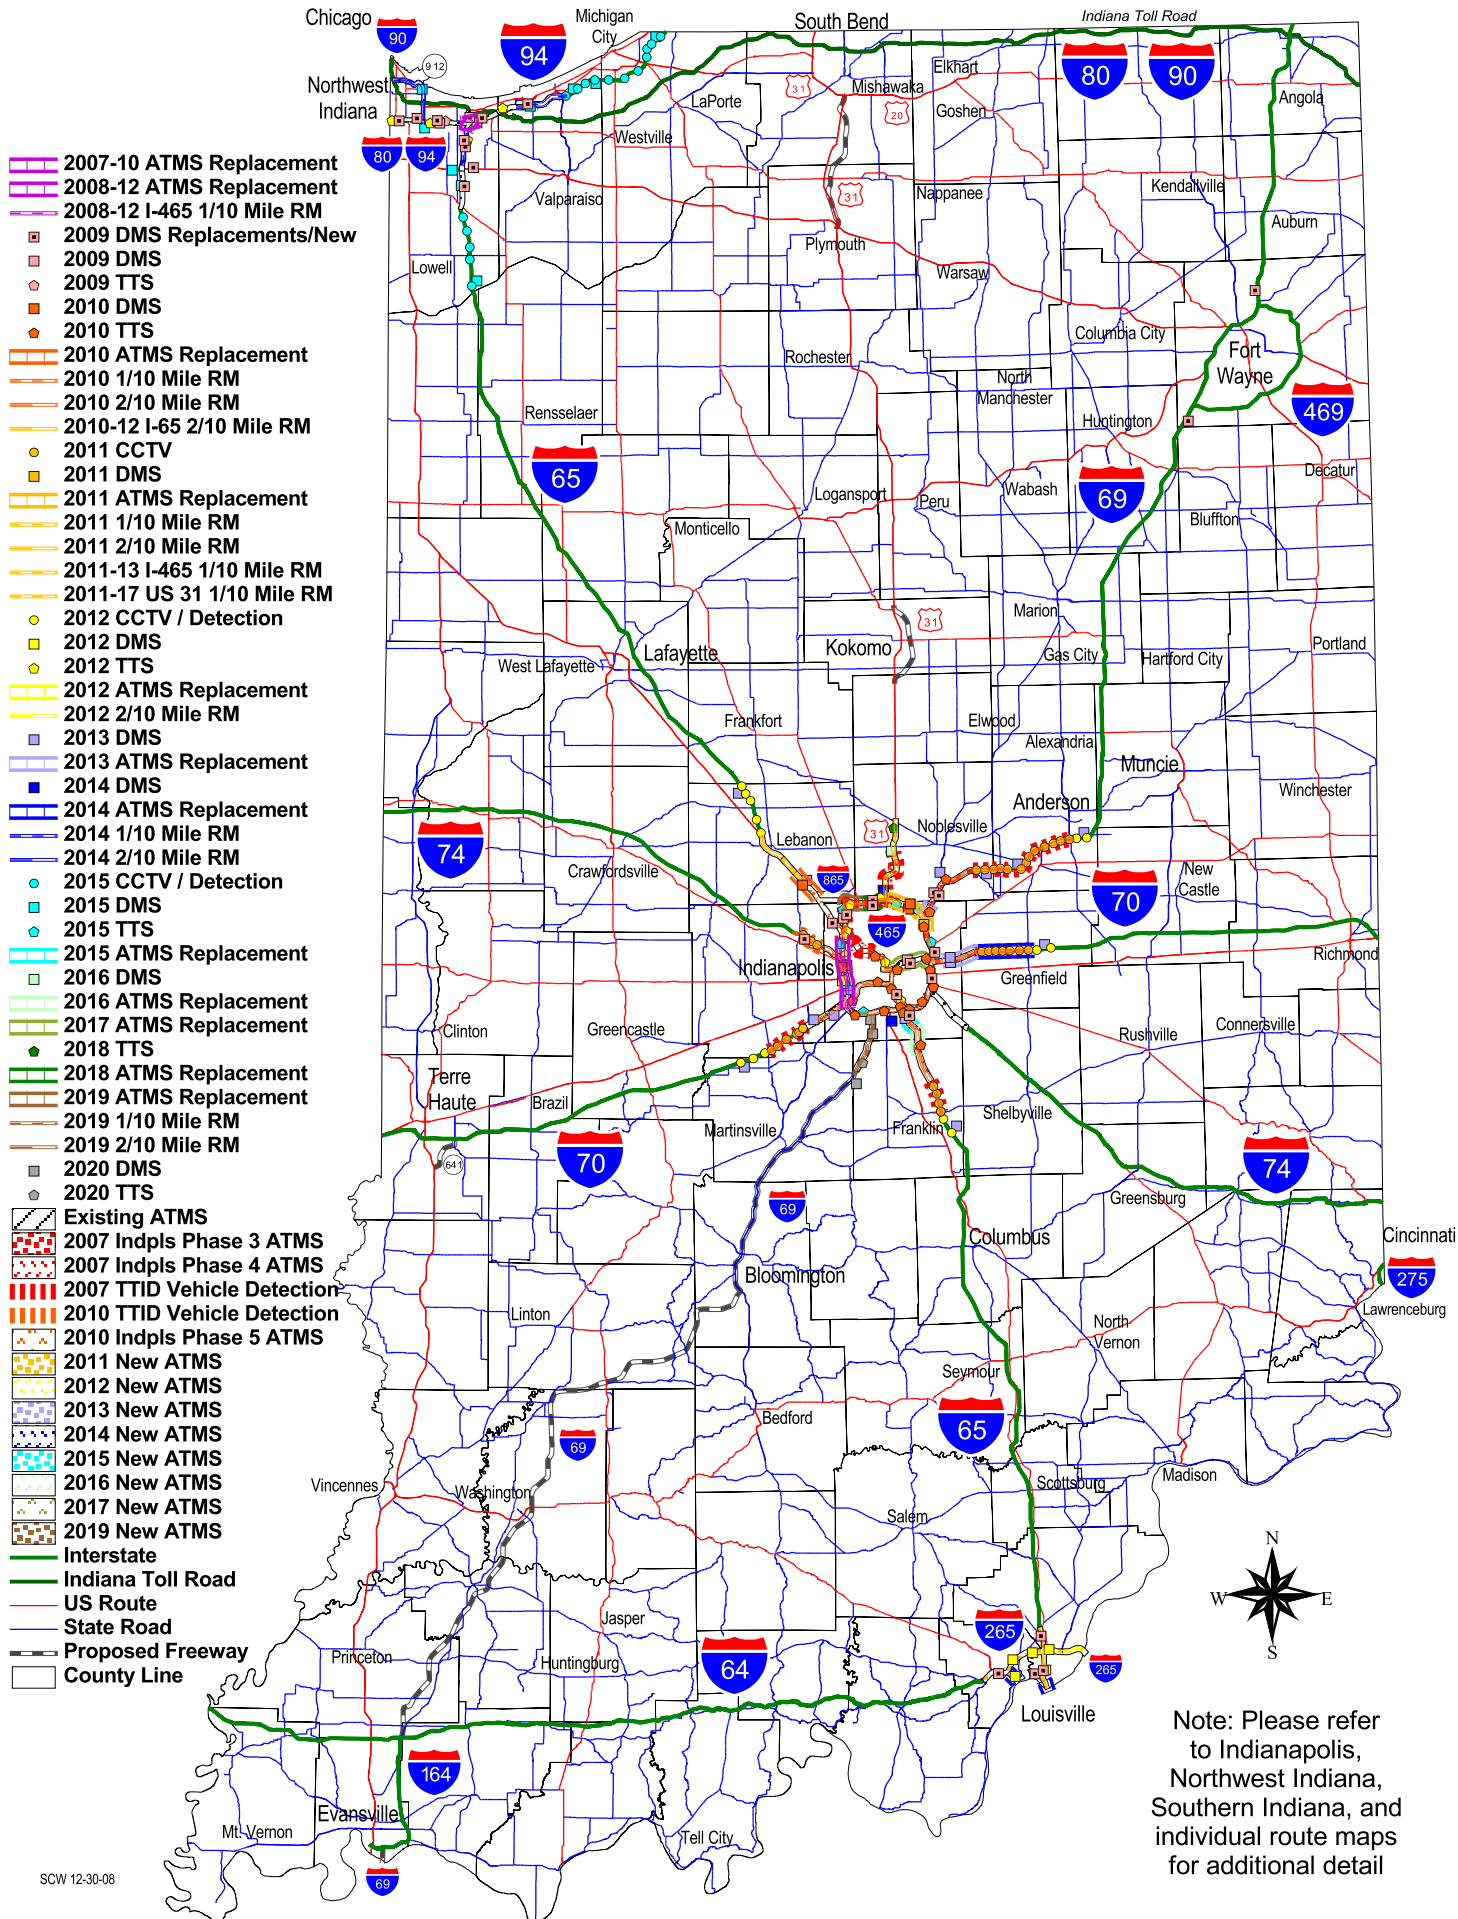 Chicago
90
94
Michigan
City
South Bend
Indiana Toll Road
912
Northwest
Indiana
80
94
LaPorte
31
Mishawaka
20
Elkhart
Goshen
80
90
Angola
Westville
Valparaiso
31
Nappanee
Kendallville
Auburn
Plymouth
Warsaw
Lowell
Columbia City
Rochester
Fort
Wayne
North
Manchester
469
Rensselaer
Huntington
65
Decatur
Logansport
Peru
Wabash
69
Bluffton
Monticello
Marion
31
Lafayette
Kokomo
West Lafayette
Gas City
Hartford City
Portland
Frankfort
Elwood
Alexandria
Muncie
Anderson
Winchester
Lebanon
31
Noblesville
74
Crawfordsville
865
New
Castle
70
465
Indianapolis
Greenfield
Richmond
Clinton
Greencastle
Rushville
Connersville
Terre
Haute
Brazil
Martinsville
Franklin
Shelbyville
641
70
74
69
Greensburg
Columbus
Cincinnati
275
Lawrenceburg
Bloomington
Linton
North
Vernon
Seymour
Bedford
65
69
Vincennes
Washington
Scottsburg
Madison
Salem
Jasper
265
Princeton
Huntingburg
64
265
Louisville
164
Evansville
Mt. Vernon
Tell City
69
N
W
E
S
2007-10 ATMS Replacement
2008-12 ATMS Replacement
2008-12 I-465 1/10 Mile RM
2009 DMS Replacements/New
2009 DMS
2009 TTS
2010 DMS
2010 TTS
2010 ATMS Replacement
2010 1/10 Mile RM
2010 2/10 Mile RM
2010-12 I-65 2/10 Mile RM
2011 CCTV
2011 DMS
2011 ATMS Replacement
2011 1/10 Mile RM
2011 2/10 Mile RM
2011-13 I-465 1/10 Mile RM
2011-17 US 31 1/10 Mile RM
2012 CCTV / Detection
2012 DMS
2012 TTS
2012 ATMS Replacement
2012 2/10 Mile RM
2013 DMS
2013 ATMS Replacement
2014 DMS
2014 ATMS Replacement
2014 1/10 Mile RM
2014 2/10 Mile RM
2015 CCTV / Detection
2015 DMS
2015 TTS
2015 ATMS Replacement
2016 DMS
2016 ATMS Replacement
2017 ATMS Replacement
2018 TTS
2018 ATMS Replacement
2019 ATMS Replacement
2019 1/10 Mile RM
2019 2/10 Mile RM
2020 DMS
2020 TTS
Existing ATMS
2007 Indpls Phase 3 ATMS
2007 Indpls Phase 4 ATMS
2007 TTID Vehicle Detection
2010 TTID Vehicle Detection
2010 Indpls Phase 5 ATMS
2011 New ATMS
2012 New ATMS
2013 New ATMS
2014 New ATMS
2015 New ATMS
2016 New ATMS
2017 New ATMS
2019 New ATMS
Interstate
Indiana Toll Road
US Route
State Road
Proposed Freeway
County Line
Note: Please refer
to Indianapolis,
Northwest Indiana,
Southern Indiana, and
individual route maps
for additional detail
SCW 12-30-08